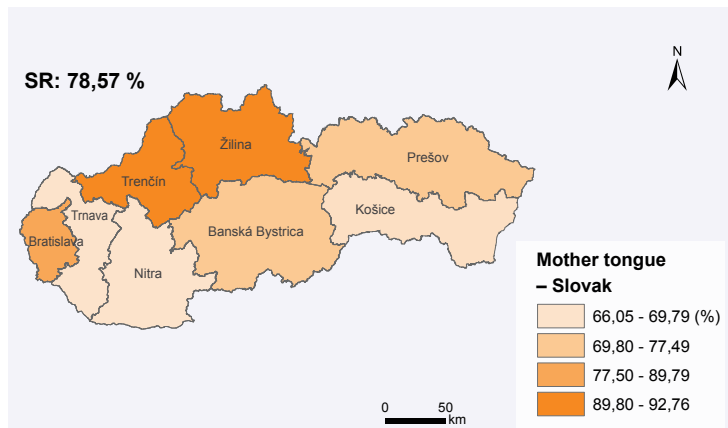 N
SR: 78,57 %
Žilina
Prešov
Trenčín
Košice
Trnava
Banská Bystrica
Bratislava
Nitra
Mother tongue
– Slovak
66,05 - 69,79 (%)
69,80 - 77,49
77,50 - 89,79
89,80 - 92,76
0 50
km